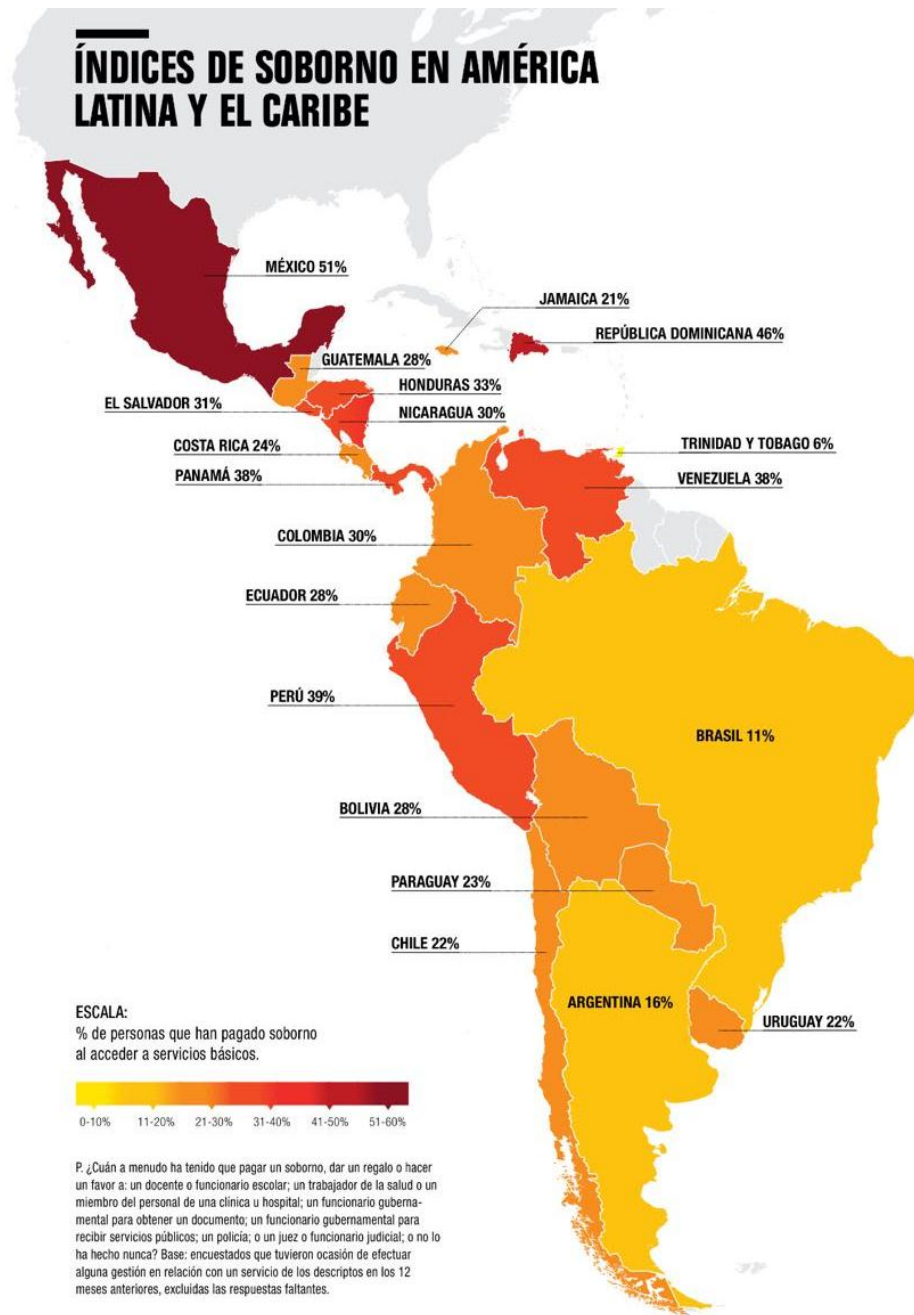 ÍNDICES DE SOBORNO EN AMÉRICA
LATINA Y EL CARIBE
MÉXICO 51%
JAMAICA 21%
REPÚBLICA DOMINICANA 46%
GUATEMALA 28%
HONDURAS 33%
EL SALVADOR 31%
NICARAGUA 30%
COSTA RICA 24%
TRINIDAD Y TOBAGO 6%
PANAMÁ 38%
VENEZUELA 38%
COLOMBIA 30%
ECUADOR 28%
PERÚ 39%
BRASIL 11%
BOLIVIA 28%
PARAGUAY 23%
CHILE 22%
ARGENTINA 16%
URUGUAY 22%
ESCALA:
% de personas que han pagado soborno
al acceder a servicios básicos.
0-10% 11-20% 21-30% 31-40% 41-50% 51-60%
P. ¿Cuán a menudo ha tenido que pagar un soborno, dar un regalo o hacer
un favor a: un docente o funcionario escolar; un trabajador de la salud o un
miembro del personal de una clínica u hospital; un funcionario guberna-
mental para obtener un documento; un funcionario gubernamental para
recibir servicios públicos; un policía; o un juez o funcionario judicial; o no lo
ha hecho nunca? Base: encuestados que tuvieron ocasión de efectuar
alguna gestión en relación con un servicio de los descriptos en los 12
meses anteriores, excluidas las respuestas faltantes.